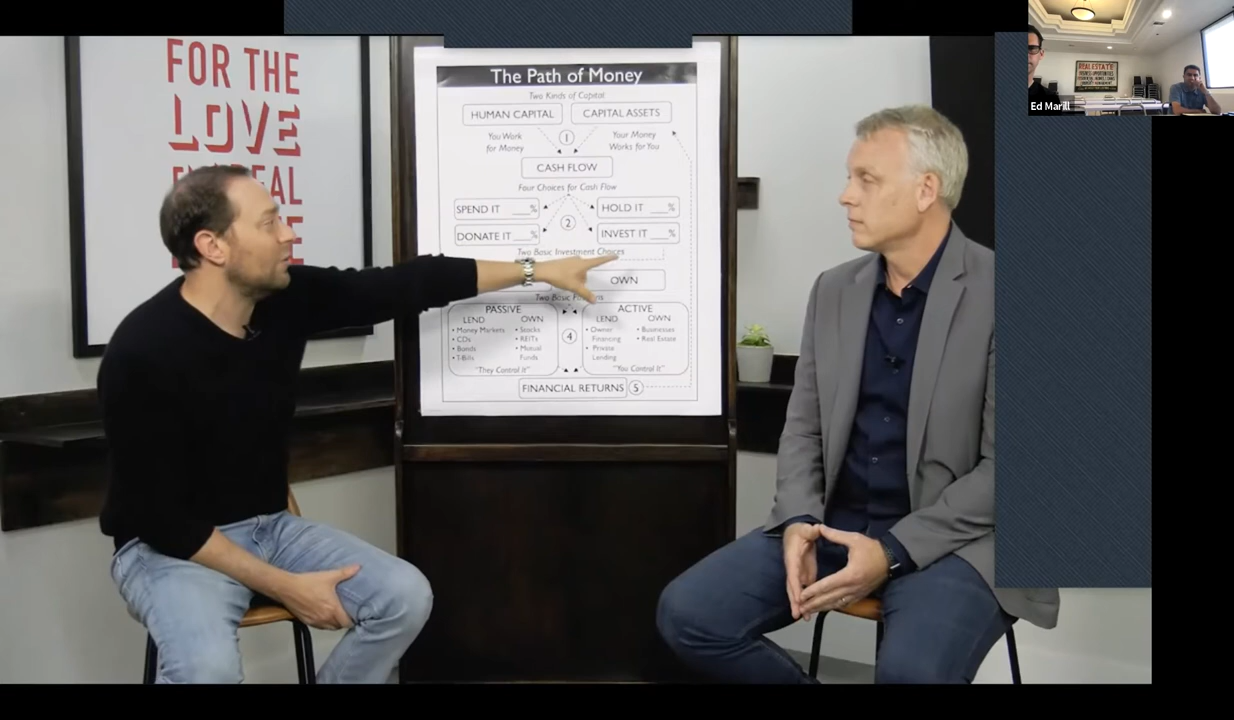 FOR THE
LOVE
The Path of Money
Two Kinds of Capital
HUMAN CAPITAL
CAPITAL ASSETS
You Work
for Money
1
Your Money
Works for You
CASH FLOW
Four Choices for Cash Flow
SPEND IT ___%
HOLD IT ___%
2
DONATE IT ___%
INVEST IT ___%
Two Basic Investment Choices
OWN
Two Basic
PASSIVE
LEND
• Money Markets
• CDs
• Bonds
• T-Bills
OWN
• Stocks
• REITs
• Mutual
Funds
"They Control It"
4
ACTIVE
LEND
• Owner
Financing
• Private
Lending
OWN
• Businesses
• Real Estate
"You Control It"
FINANCIAL RETURNS 5
REAL ESTATE
Ed Marill